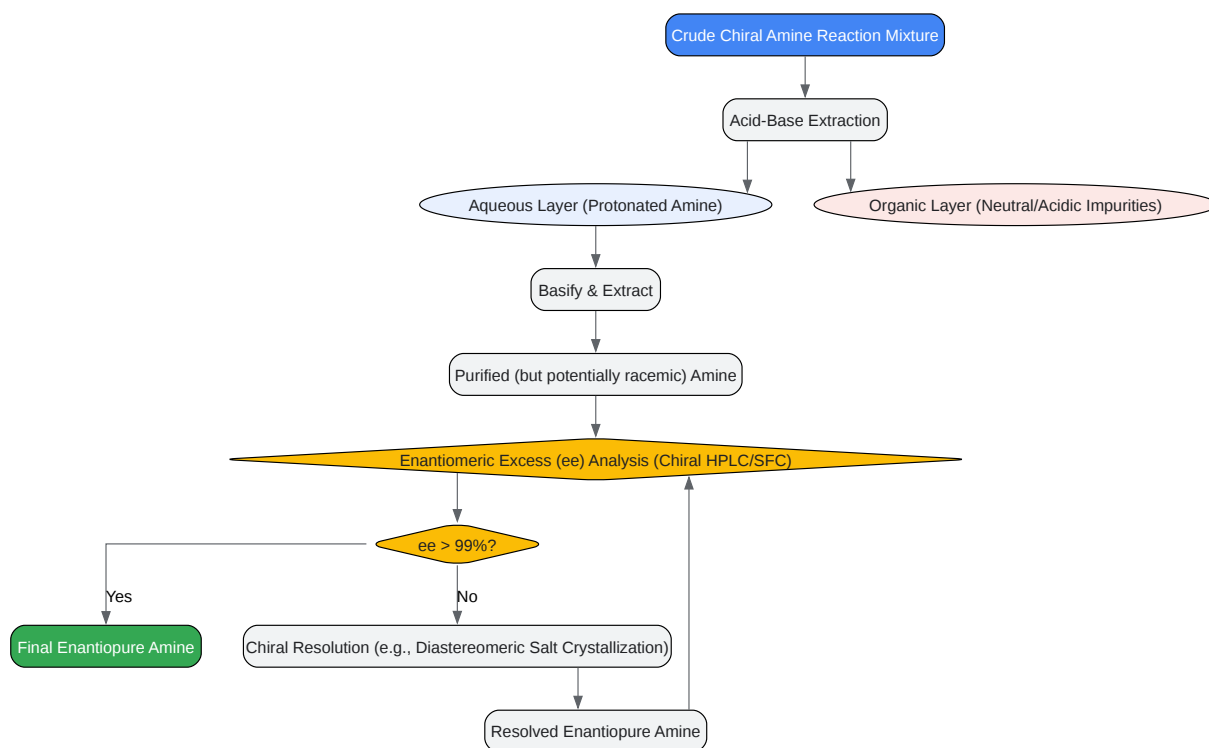 Crude Chiral Amine Reaction Mixture
Acid-Base Extraction
Aqueous Layer (Protonated Amine)
Organic Layer (Neutral/Acidic Impurities)
Basify & Extract
Purified (but potentially racemic) Amine
Enantiomeric Excess (ee) Analysis (Chiral HPLC/SFC)
ee > 99%?
Yes
No
Final Enantiopure Amine
Chiral Resolution (e.g., Diastereomeric Salt Crystallization)
Resolved Enantiopure Amine